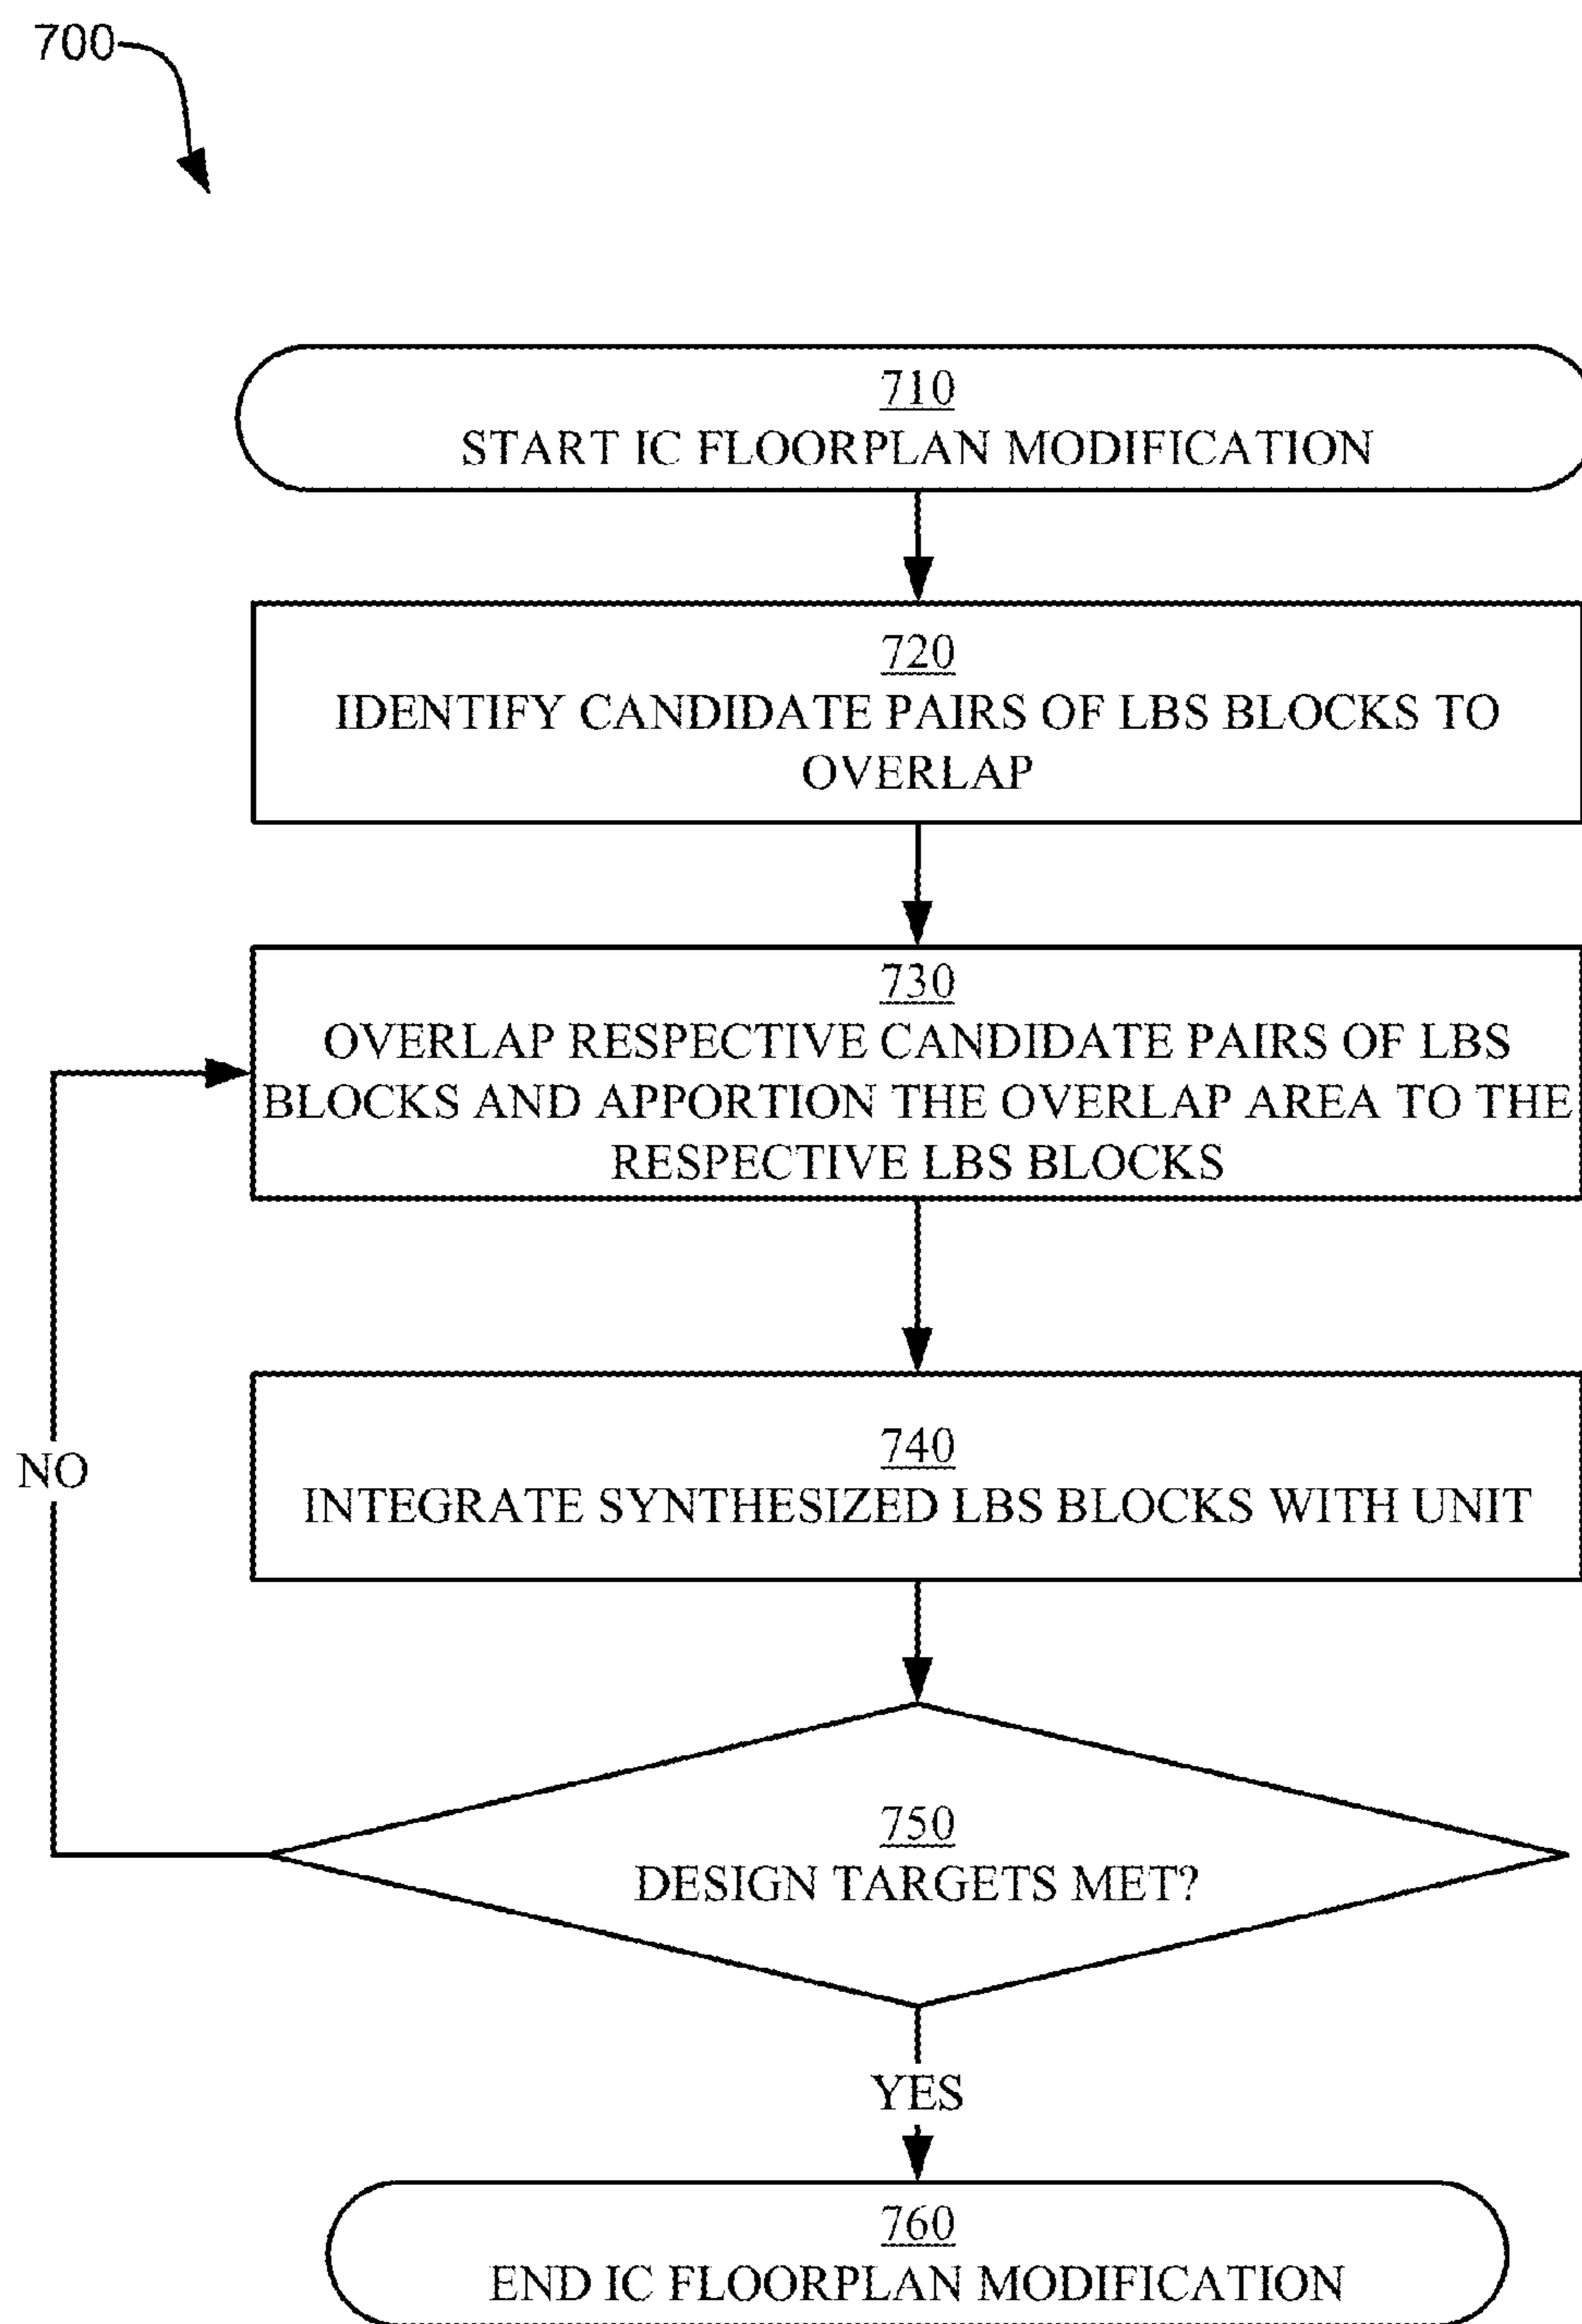 700
710
START IC FLOORPLAN MODIFICATION
720
IDENTIFY CANDIDATE PAIRS OF LBS BLOCKS TO
OVERLAP
730
OVERLAP RESPECTIVE CANDIDATE PAIRS OF LBS
BLOCKS AND APPORTION THE OVERLAP AREA TO THE
RESPECTIVE LBS BLOCKS
740
INTEGRATE SYNTHESIZED LBS BLOCKS WITH UNIT
NO
750
DESIGN TARGETS MET?
YES
760
END IC FLOORPLAN MODIFICATION